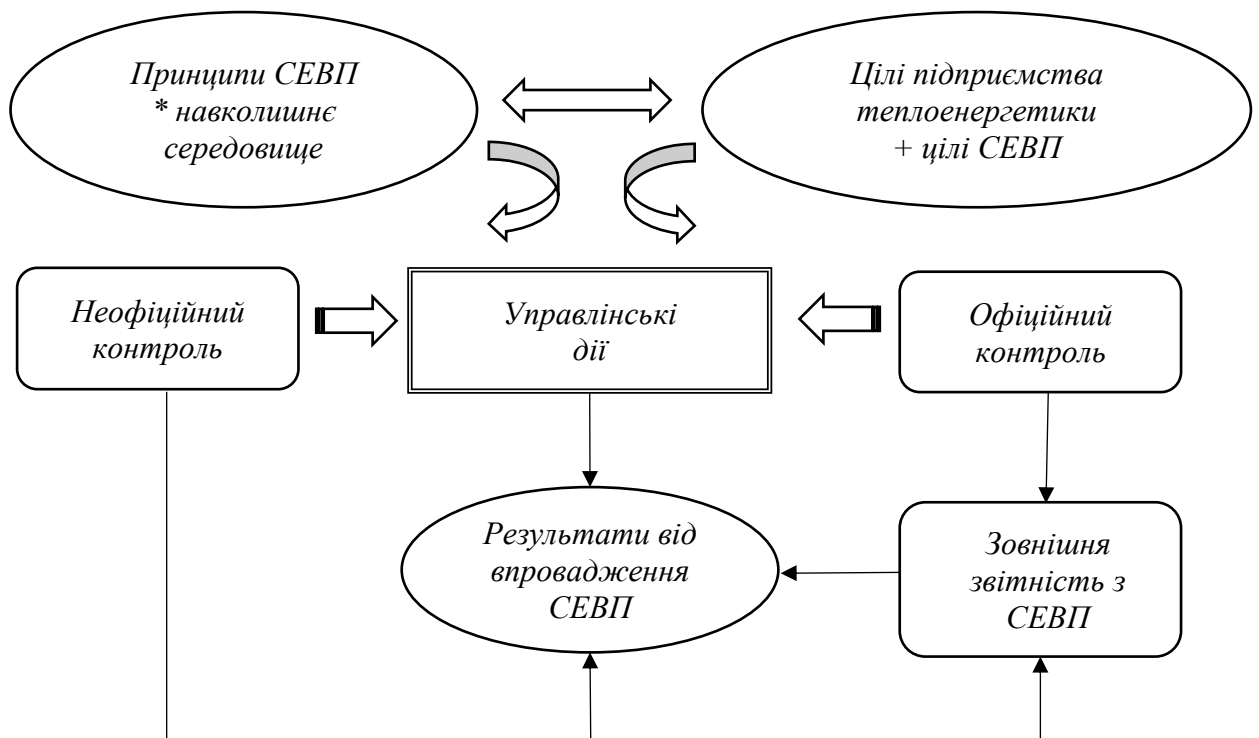 Принципи СЕВП
* навколишнє
середовище
Цілі підприємства
теплоенергетики
+ цілі СЕВП
Неофіційний
контроль
Управлінські
дії
Офіційний
контроль
Результати від
впровадження
СЕВП
Зовнішня
звітність з
СЕВП